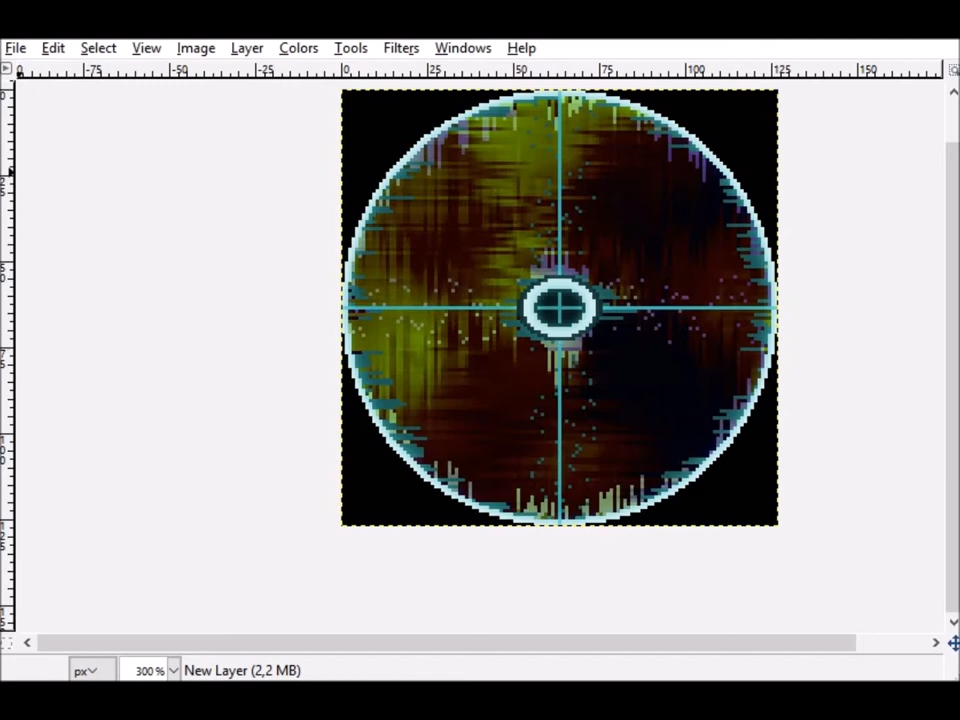 File Edit Select View Image Layer Colors Tools Filters Windows Help
0 -75 -50 -25 0 25 50 75 100 125 150
px 300 % New Layer (2,2 MB)